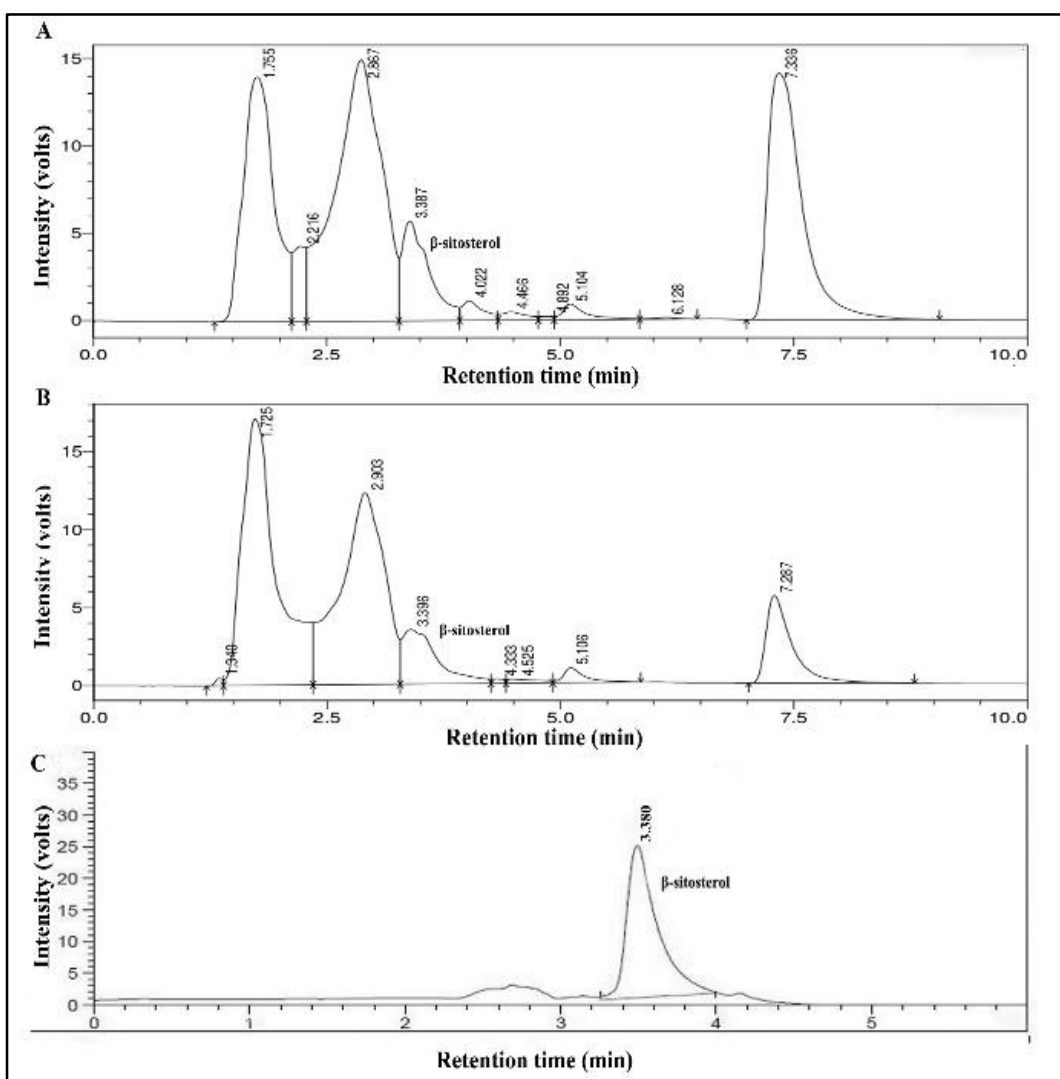 A
15
10
5
0
Intensity (volts)
1.755
2.216
2.867
3.387
β-sitosterol
4.022
4.466
4.892
5.104
6.128
7.336
0.0 2.5 5.0 7.5 10.0
Retention time (min)
B
15
10
5
0
Intensity (volts)
1.340
1.725
2.903
3.396
β-sitosterol
4.333
4.525
5.106
7.287
0.0 2.5 5.0 7.5 10.0
Retention time (min)
C
35
30
25
20
15
10
5
0
Intensity (volts)
3.380
β-sitosterol
0 1 2 3 4 5
Retention time (min)